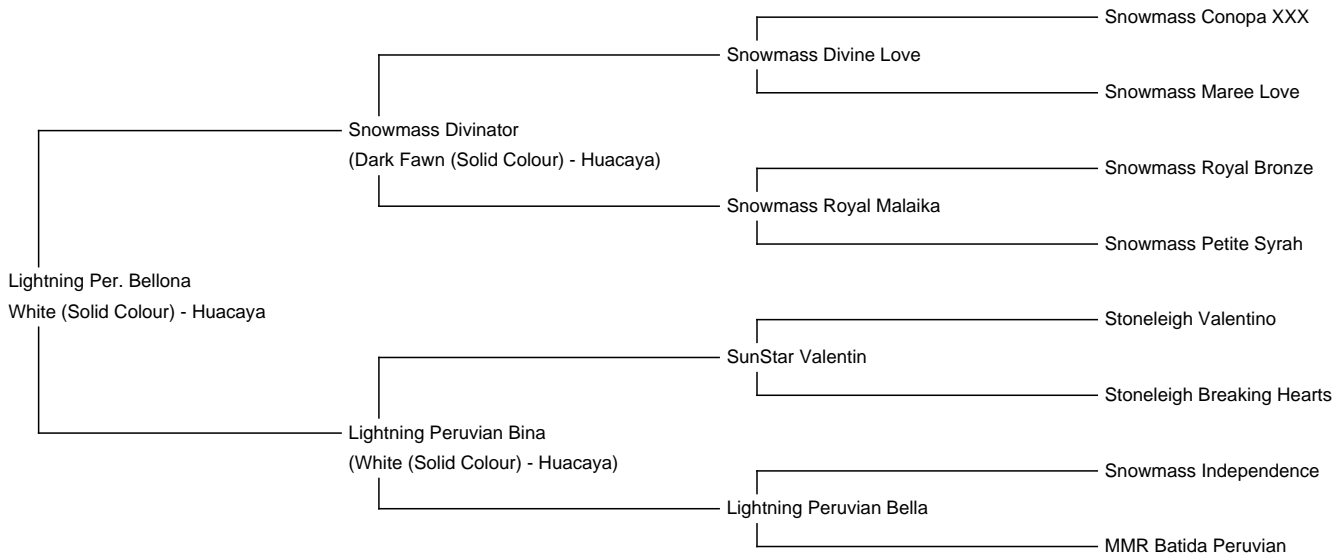 Snowmass Conopa XXX
Snowmass Divine Love
Snowmass Maree Love
Snowmass Divinator
(Dark Fawn (Solid Colour) - Huacaya)
Snowmass Royal Bronze
Snowmass Royal Malaika
Snowmass Petite Syrah
Lightning Per. Bellona
White (Solid Colour) - Huacaya
Stoneleigh Valentino
SunStar Valentin
Stoneleigh Breaking Hearts
Lightning Peruvian Bina
(White (Solid Colour) - Huacaya)
Snowmass Independence
Lightning Peruvian Bella
MMR Batida Peruvian